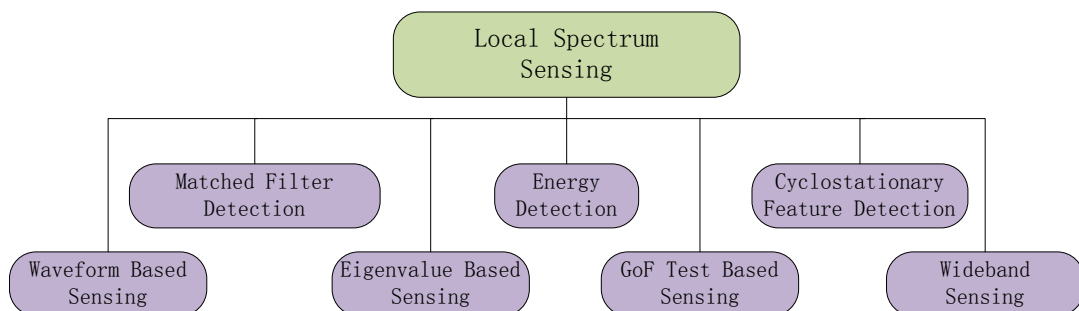 Local Spectrum
Sensing
Matched Filter
Detection
Energy
Detection
Cyclostationary
Feature Detection
Waveform Based
Sensing
Eigenvalue Based
Sensing
GoF Test Based
Sensing
Wideband
Sensing